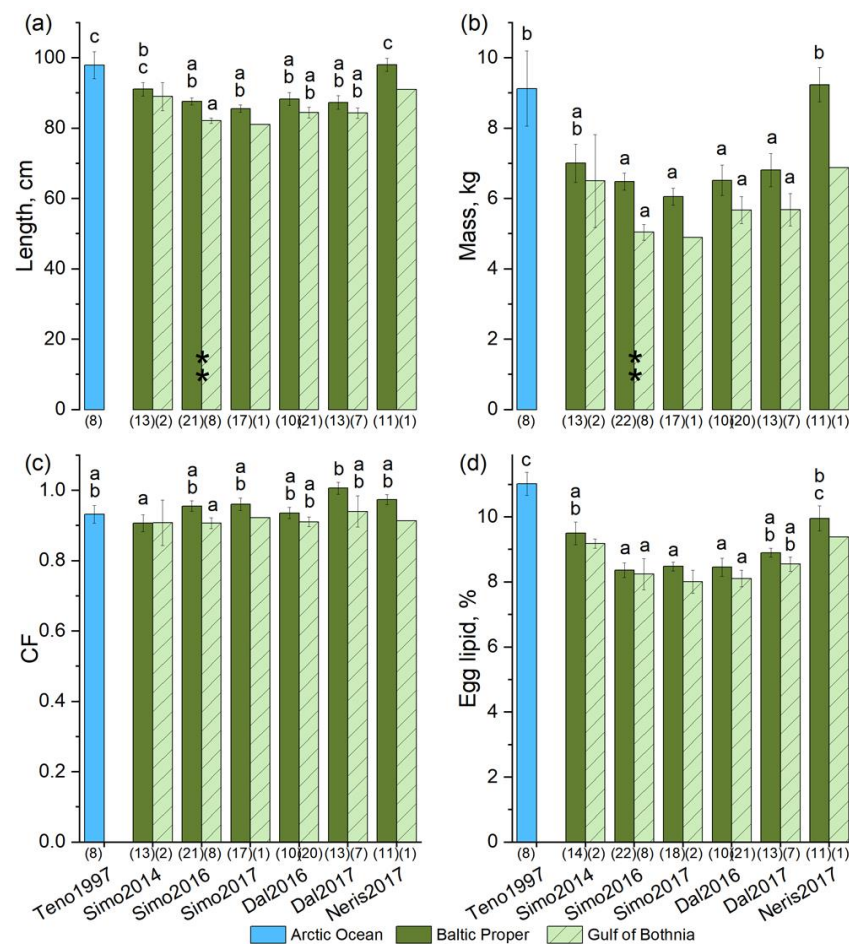 (a)
Length, cm
100
80
60
40
20
0
c
b
c
a
b
a
a
b
a
b
a
b
a
b
a
b
c
**
(8) (13)(2) (21)(8) (17)(1) (10)(21) (13)(7) (11)(1)
(b)
Mass, kg
10
8
6
4
2
0
b
a
b
a
a
a
a
a
a
a
b
**
(8) (13)(2) (22)(8) (17)(1) (10)(20) (13)(7) (11)(1)
(c)
CF
1.0
0.8
0.6
0.4
0.2
0.0
a
b
a
a
b
a
a
b
a
b
a
b
b
a
b
a
b
(8) (13)(2) (21)(8) (17)(1) (10)(20) (13)(7) (11)(1)
Teno1997
Simo2014
Simo2016
Simo2017
Dal2016
Dal2017
Neris2017
(d)
Egg lipid, %
10
8
6
4
2
0
c
a
b
a
a
a
a
a
a
b
a
b
b
c
(8) (14)(2) (22)(8) (18)(2) (10)(21) (13)(7) (11)(1)
Teno1997
Simo2014
Simo2016
Simo2017
Dal2016
Dal2017
Neris2017
Arctic Ocean Baltic Proper Gulf of Bothnia